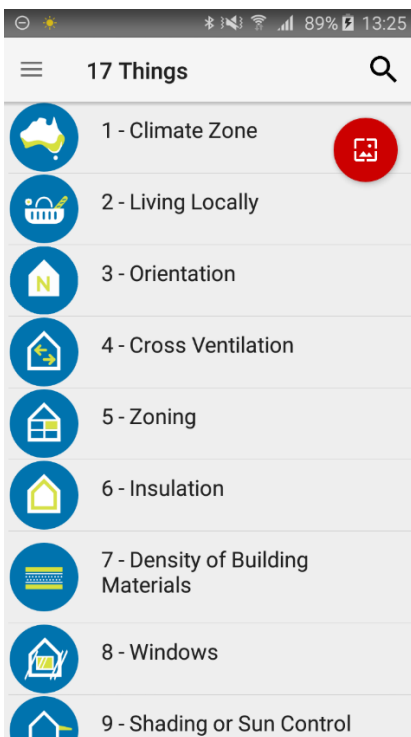 89% 13:25
17 Things
1 - Climate Zone
2 - Living Locally
N
3 - Orientation
4 - Cross Ventilation
5 - Zoning
6 - Insulation
7 - Density of Building
Materials
8 - Windows
9 - Shading or Sun Control